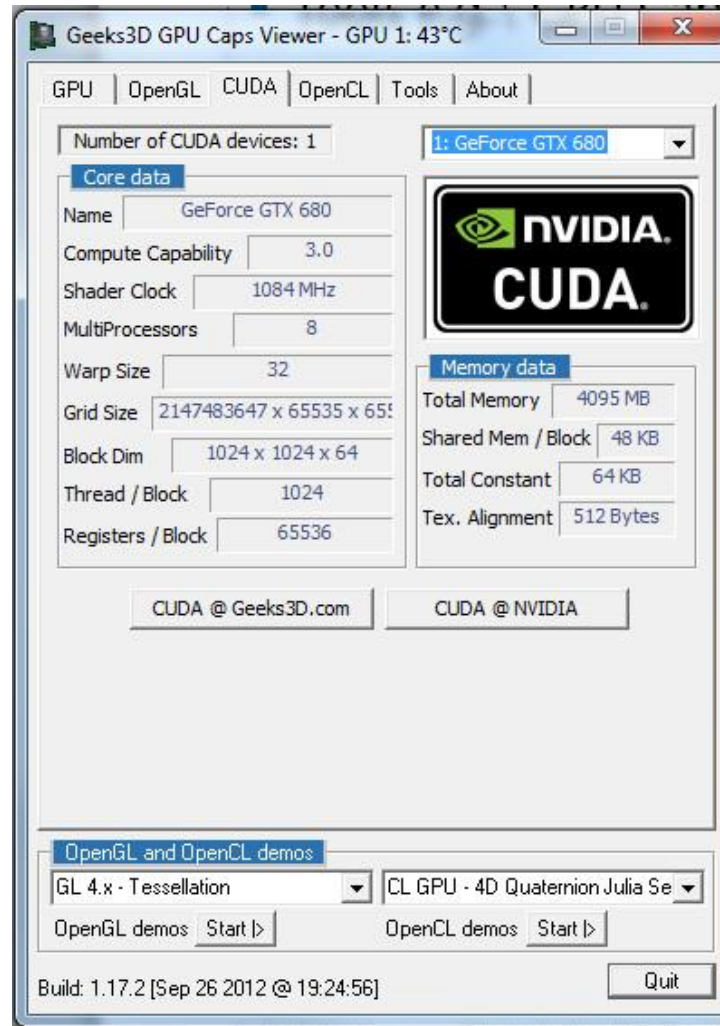 Geeks3D GPU Caps Viewer - GPU 1: 43°C
GPU OpenGL CUDA OpenCL Tools About
Number of CUDA devices: 1 1: GeForce GTX 680
Core data
Name GeForce GTX 680
Compute Capability 3.0
Shader Clock 1084 MHz
MultiProcessors 8
Warp Size 32
Grid Size 2147483647 x 65535 x 655
Block Dim 1024 x 1024 x 64
Thread / Block 1024
Registers / Block 65536
NVIDIA.
CUDA.
Memory data
Total Memory 4095 MB
Shared Mem / Block 48 KB
Total Constant 64 KB
Tex. Alignment 512 Bytes
CUDA @ Geeks3D.com CUDA @ NVIDIA
OpenGL and OpenCL demos
GL 4.x - Tessellation CL GPU - 4D Quaternion Julia Se
OpenGL demos Start |> OpenCL demos Start |>
Build: 1.17.2 [Sep 26 2012 @ 19:24:56] Quit